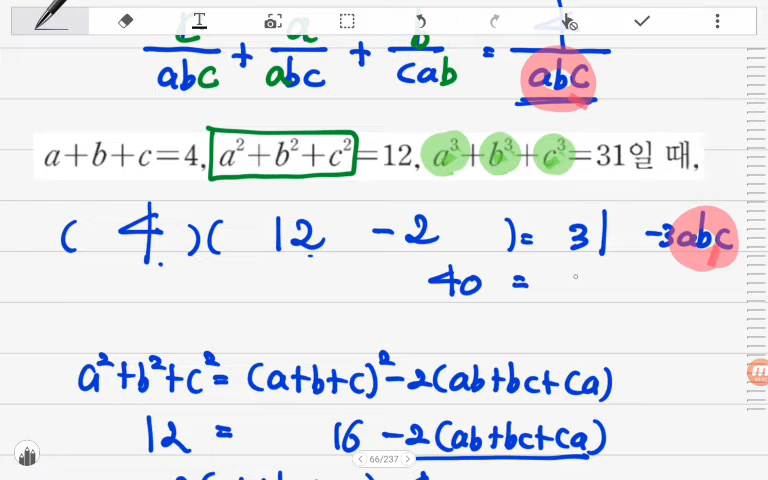 abc + abc + cab = abc
a+b+c=4, a²+b²+c²=12, a³+b³+c³=31일 때,
( 4 )( 12 -2 )= 31 -3abc
40 =
a²+b²+c²= (a+b+c)²-2(ab+bc+ca)
12 = 16 -2(ab+bc+ca)
66/237